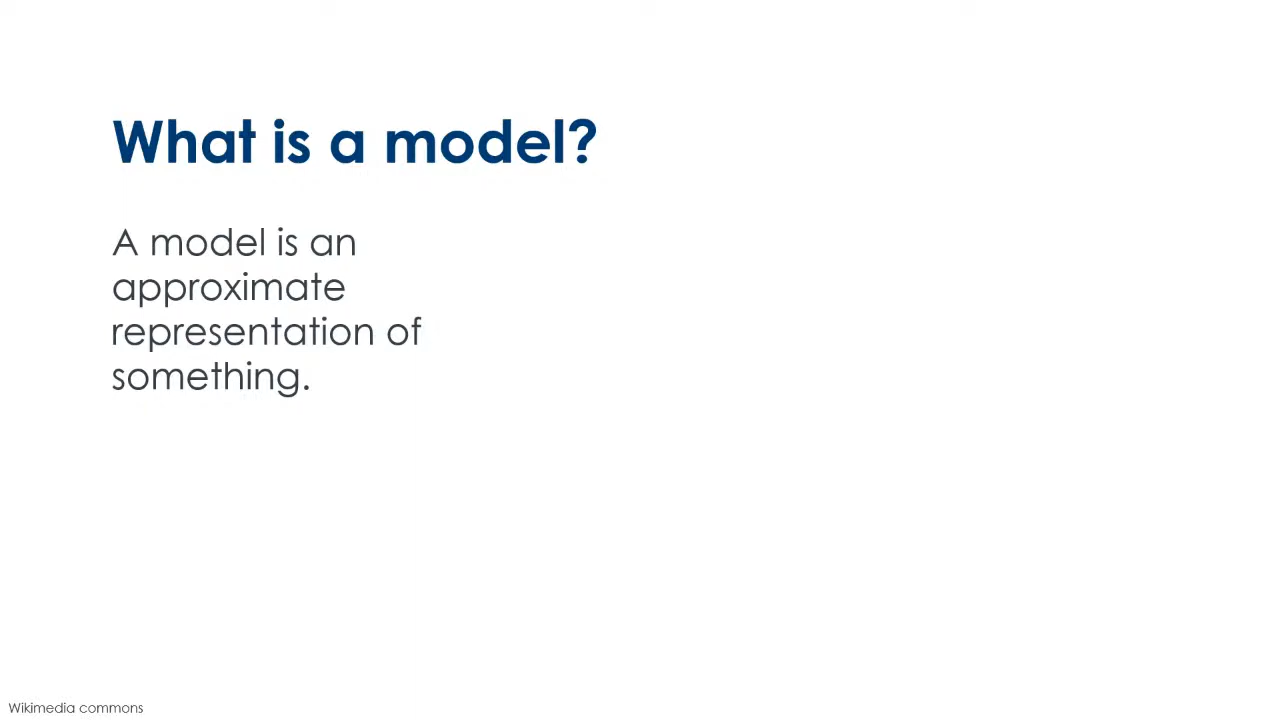 What is a model?
A model is an
approximate
representation of
something.
Wikimedia commons